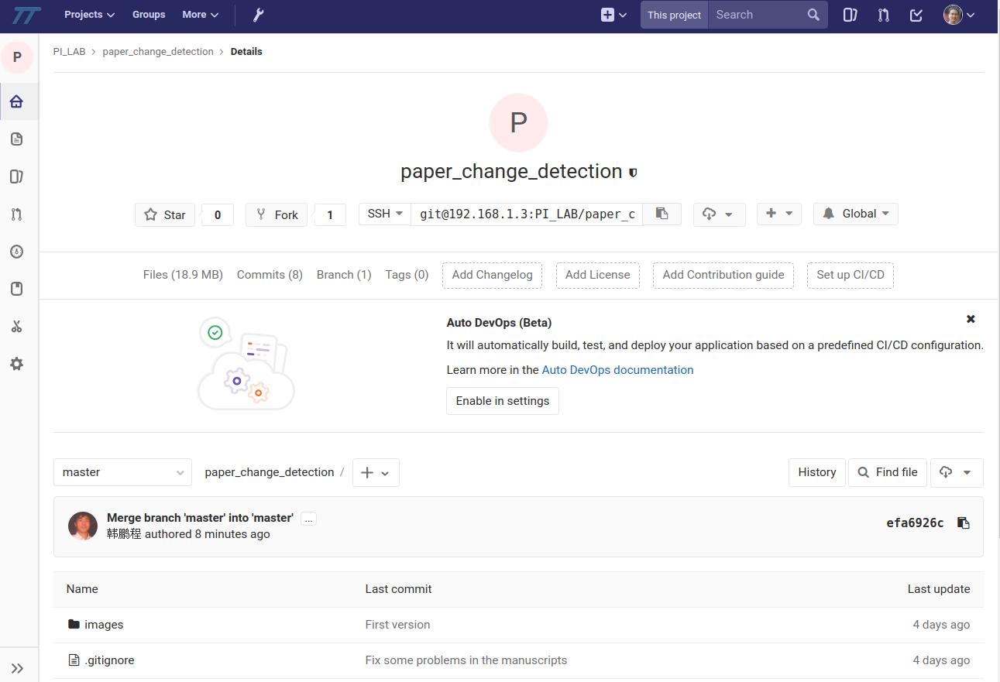 Projects Groups More This project Search
P PI_LAB > paper_change_detection > Details
P
paper_change_detection
Star 0 Fork 1 SSH git@192.168.1.3:PI_LAB/paper_c Global
Files (18.9 MB) Commits (8) Branch (1) Tags (0) Add Changelog Add License Add Contribution guide Set up CI/CD
Auto DevOps (Beta)
It will automatically build, test, and deploy your application based on a predefined CI/CD configuration.
Learn more in the Auto DevOps documentation
Enable in settings
master paper_change_detection / History Find file
Merge branch 'master' into 'master' ...
韩鹏程 authored 8 minutes ago
efa6926c
Name Last commit Last update
images First version 4 days ago
.gitignore Fix some problems in the manuscripts 4 days ago